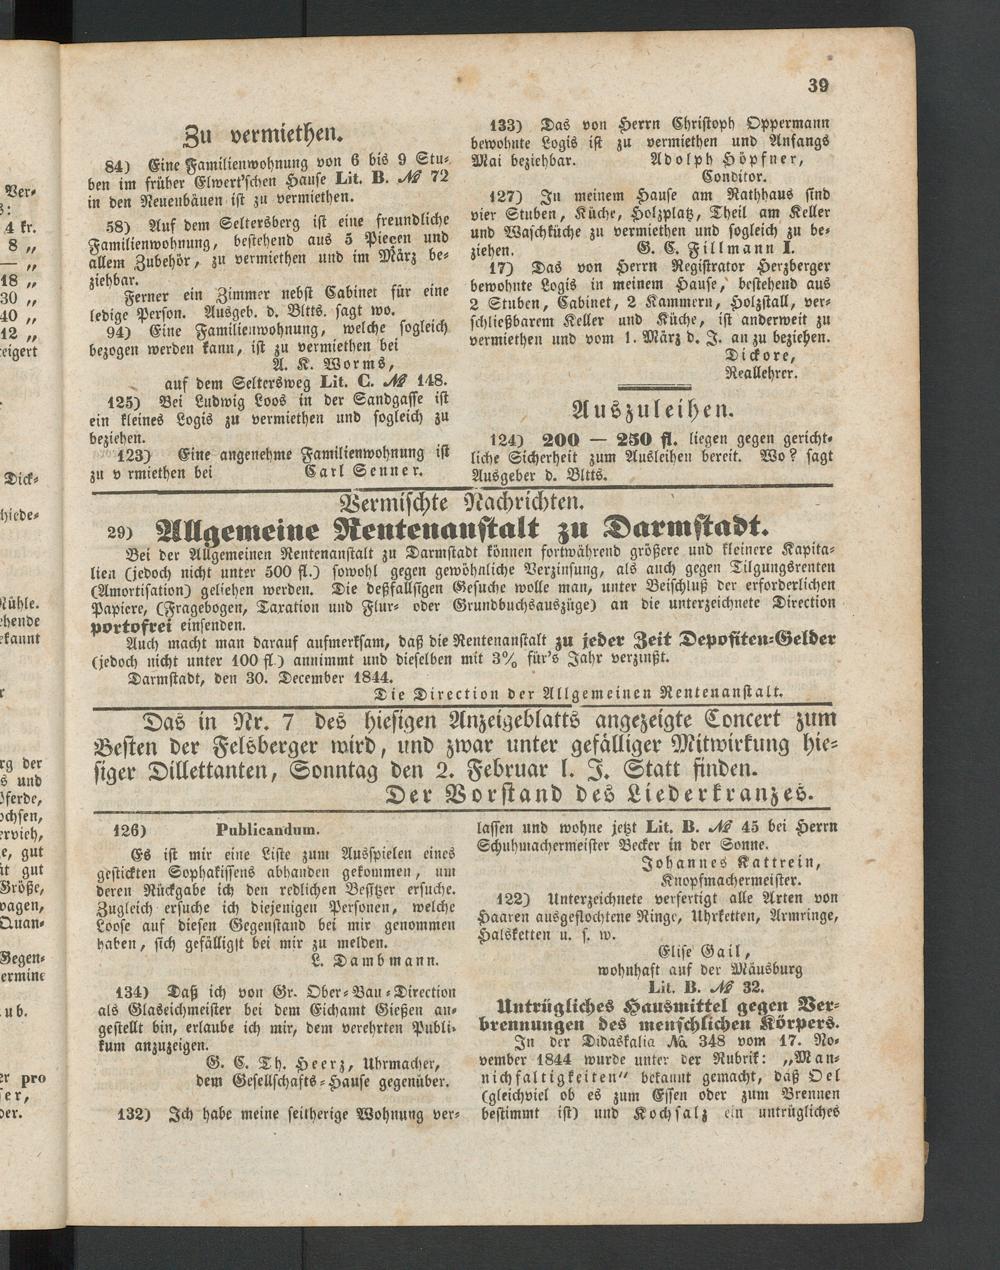 39
Zu vermiethen.
84) Eine Familienwohnung von 6 bis 9 Stu-
ben im früher Elwert'schen Hause Lit. B. № 72
in den Neuenbäuen ist zu vermiethen.
58) Auf dem Seltersberg ist eine freundliche
Familienwohnung, bestehend aus 5 Piecen und
allem Zubehör, zu vermiethen und im März be-
ziehbar.
Ferner ein Zimmer nebst Cabinet für eine
ledige Person. Ausgeb. d. Bltts. sagt wo.
94) Eine Familienwohnung, welche sogleich
bezogen werden kann, ist zu vermiethen bei
A. K. Worms,
auf dem Seltersweg Lit. C. № 148.
125) Bei Ludwig Loos in der Sandgasse ist
ein kleines Logis zu vermiethen und sogleich zu
beziehen.
123) Eine angenehme Familienwohnung ist
zu v rmiethen bei Carl Senner.
133) Das von Herrn Christoph Oppermann
bewohnte Logis ist zu vermiethen und Anfangs
Mai beziehbar. Adolph Höpfner,
Conditor.
127) In meinem Hause am Rathhaus sind
vier Stuben, Küche, Holzplatz, Theil am Keller
und Waschküche zu vermiethen und sogleich zu be-
ziehen. G. C. Fillmann I.
17) Das von Herrn Registrator Herzberger
bewohnte Logis in meinem Hause, bestehend aus
2 Stuben, Cabinet, 2 Kammern, Holzstall, ver-
schließbarem Keller und Küche, ist anderweit zu
vermiethen und vom 1. März d. J. an zu beziehen.
Dickore,
Reallehrer.
Auszuleihen.
124) 200 — 250 fl. liegen gegen gericht-
liche Sicherheit zum Ausleihen bereit. Wo? sagt
Ausgeber d. Bltts.
Vermischte Nachrichten.
29) Allgemeine Rentenanstalt zu Darmstadt.
Bei der Allgemeinen Rentenanstalt zu Darmstadt können fortwährend größere und kleinere Kapita-
lien (jedoch nicht unter 500 fl.) sowohl gegen gewöhnliche Verzinsung, als auch gegen Tilgungsrenten
(Amortisation) geliehen werden. Die deßfallsigen Gesuche wolle man, unter Beischluß der erforderlichen
Papiere, (Fragebogen, Taxation und Flur- oder Grundbuchsauszüge) an die unterzeichnete Direction
portofrei einsenden.
Auch macht man darauf aufmerksam, daß die Rentenanstalt zu jeder Zeit Depositen-Gelder
(jedoch nicht unter 100 fl.) annimmt und dieselben mit 3% für's Jahr verzinßt.
Darmstadt, den 30. December 1844.
Die Direction der Allgemeinen Rentenanstalt.
Das in Nr. 7 des hiesigen Anzeigeblatts angezeigte Concert zum
Besten der Felsberger wird, und zwar unter gefälliger Mitwirkung hie-
siger Dillettanten, Sonntag den 2. Februar l. J. Statt finden.
Der Vorstand des Liederkranzes.
126) Publicandum.
Es ist mir eine Liste zum Ausspielen eines
gestickten Sophakissens abhanden gekommen, um
deren Rückgabe ich den redlichen Besitzer ersuche.
Zugleich ersuche ich diejenigen Personen, welche
Loose auf diesen Gegenstand bei mir genommen
haben, sich gefälligst bei mir zu melden.
L. Dambmann.
134) Daß ich von Gr. Ober-Bau-Direction
als Glaseichmeister bei dem Eichamt Gießen an-
gestellt bin, erlaube ich mir, dem verehrten Publi-
kum anzuzeigen.
G. C. Th. Heerz, Uhrmacher,
dem Gesellschafts-Hause gegenüber.
132) Ich habe meine seitherige Wohnung ver-
lassen und wohne jetzt Lit. B. № 45 bei Herrn
Schuhmachermeister Becker in der Sonne.
Johannes Kattrein,
Knopfmachermeister.
122) Unterzeichnete verfertigt alle Arten von
Haaren ausgeflochtene Ringe, Uhrketten, Armringe,
Halsketten u. s. w.
Elise Gail,
wohnhaft auf der Mäusburg
Lit. B. № 32.
Untrügliches Hausmittel gegen Ver-
brennungen des menschlichen Körpers.
In der Didaskalia № 348 vom 17. No-
vember 1844 wurde unter der Rubrik: „Man-
nichfaltigkeiten" bekannt gemacht, daß Oel
(gleichviel ob es zum Essen oder zum Brennen
bestimmt ist) und Kochsalz ein untrügliches